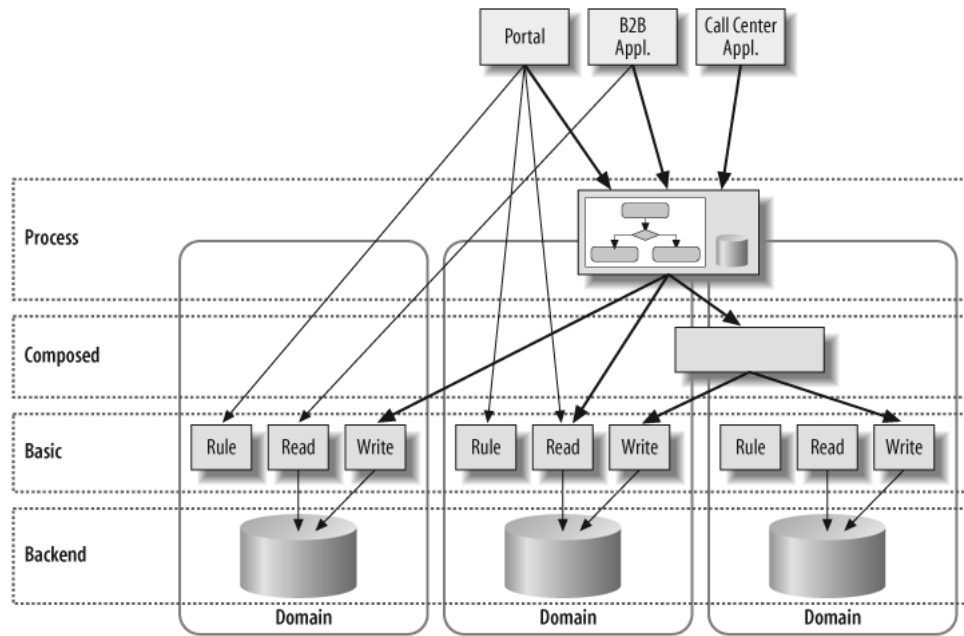 Portal
B2B
Appl.
Call Center
Appl.
Process
Composed
Basic
Rule
Read
Write
Rule
Read
Write
Rule
Read
Write
Backend
Domain
Domain
Domain